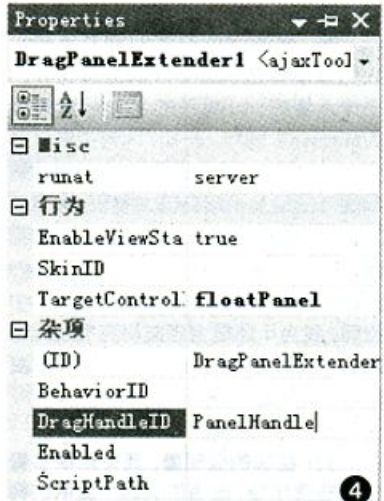 Properties
DragPanelExtender1 <ajaxTool
Misc
runat server
行为
EnableViewSta true
SkinID
TargetControl: floatPanel
杂项
(ID) DragPanelExtender
BehaviorID
DragHandleID PanelHandle
Enabled
ScriptPath
4